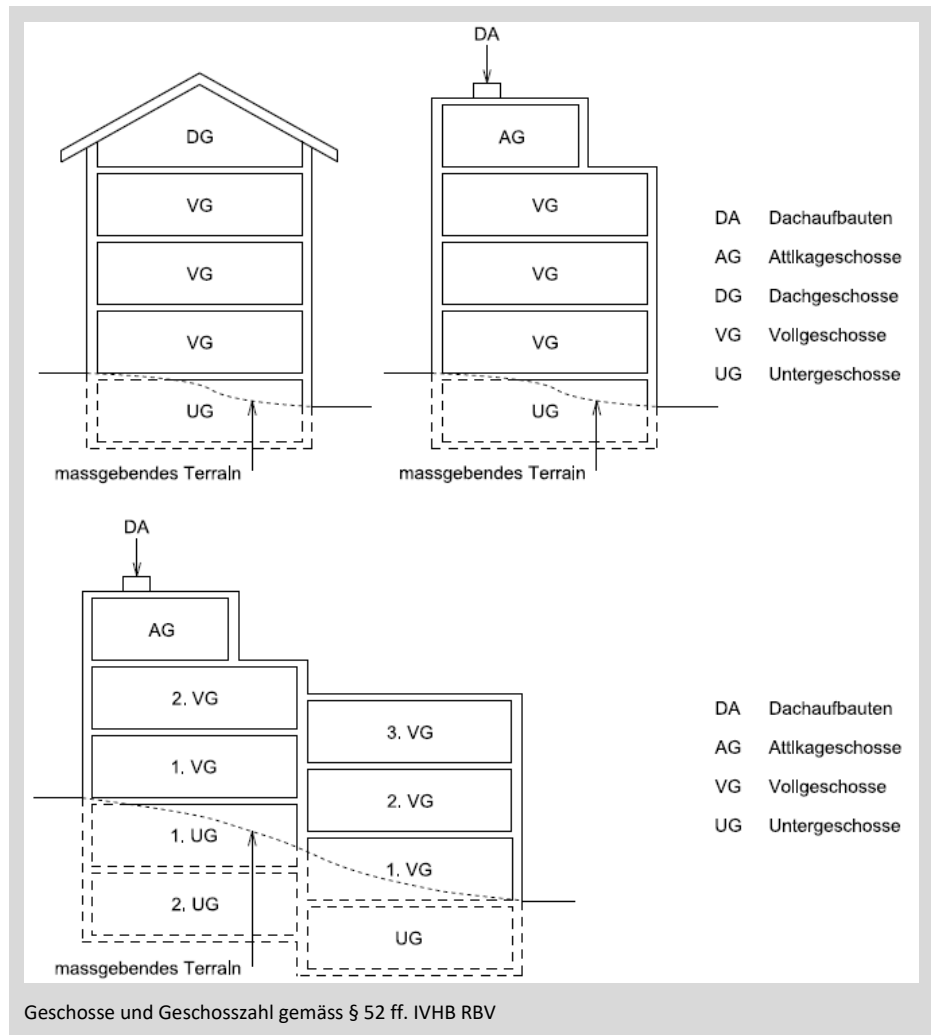 DA
DG
AG
VG
VG
VG
VG
VG
VG
UG
UG
massgebendes Terrain
massgebendes Terrain
DA Dachaufbauten
AG Attikageschosse
DG Dachgeschosse
VG Vollgeschosse
UG Untergeschosse
DA
AG
2. VG
3. VG
1. VG
2. VG
1. UG
1. VG
2. UG
UG
massgebendes Terrain
DA Dachaufbauten
AG Attikageschosse
VG Vollgeschosse
UG Untergeschosse
Geschosse und Geschosszahl gemäss § 52 ff. IVHB RBV